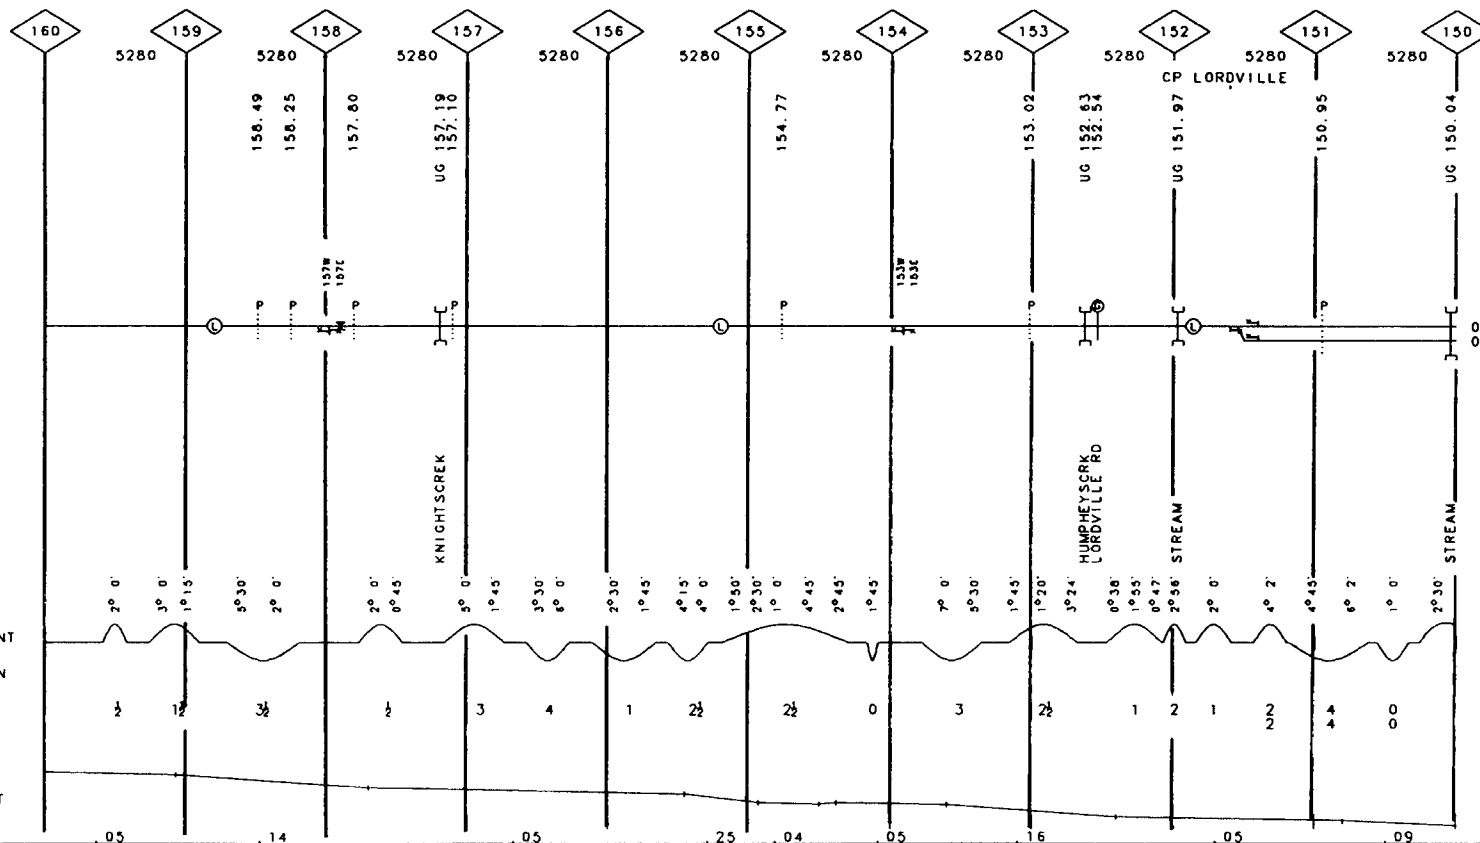 160 159 158 157 156 155 154 153 152 151 150
5280 5280 5280 5280 5280 5280 5280 5280 5280 5280
CP LORDVILLE
158.49
158.25
157.80
UG 157.19
157.10
154.77
153.02
UG 152.63
152.54
UG 151.97
150.95
UG 150.04
157W
157E
153W
153E
P P P P P P P
L L L
G
0
0
KNIGHTSCREK
HUMPHEYSCRK
LORDVILLE RD
STREAM
STREAM
2° 0' 3° 0' 1°15' 5°30' 2° 0' 2° 0' 0°45' 5° 0' 1°45' 3°30' 6° 0' 2°30' 1°45' 4°15' 4° 0' 1°50' 2°30' 1° 0' 4°45' 2°45' 1°45' 7° 0' 5°30' 1°45' 1°20' 3°24' 0°38' 1°55' 0°47' 2°56' 2° 0' 4° 2' 4°45' 6° 2' 1° 0' 2°30'
NT
N
½ 1½ 3½ ½ 3 4 1 2½ 2½ 0 3 2½ 1 2 1 2 4 0
2 4 0
T
05 14 05 25 04 05 16 05 09